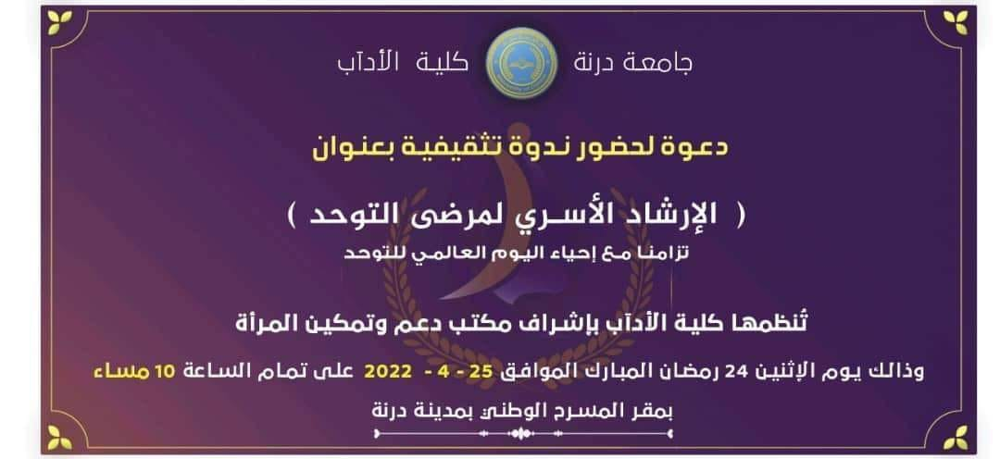 جامعة درنة كلية الأدآب
دعوة لحضور ندوة تثقيفية بعنوان
( الإرشاد الأسري لمرضى التوحد )
تزامنا مع إحياء اليوم العالمي للتوحد
تُنظمها كلية الأدآب بإشراف مكتب دعم وتمكين المرأة
وذالك يوم الإثنين 24 رمضان المبارك الموافق 25 - 4 - 2022 على تمام الساعة 10 مساء
بمقر المسرح الوطني بمدينة درنة